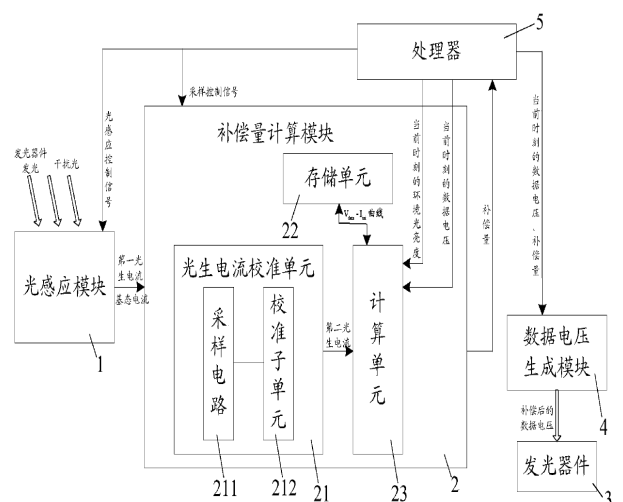 5
处理器
采样控制信号
光感应控制信号
补偿量计算模块
当前时刻的环境光亮度
当前时刻的数据电压
补偿量
当前时刻的数据电压、补偿量
发光器件
发光
干扰光
存储单元
22
曲线
光感应模块
1
第一光
生电流
基态电流
光生电流校准单元
采样电路
校准子单元
第二光
生电流
计算单元
数据电压
生成模块
4
补偿后的
数据电压
发光器件
3
211
212
21
23
2